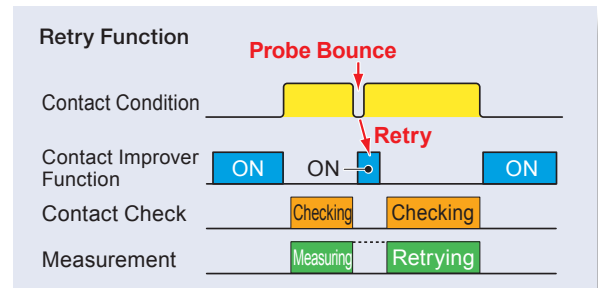 Retry Function
Probe Bounce
Contact Condition
Retry
Contact Improver
Function
ON
ON
ON
Contact Check
Checking
Checking
Measurement
Measuring
Retrying